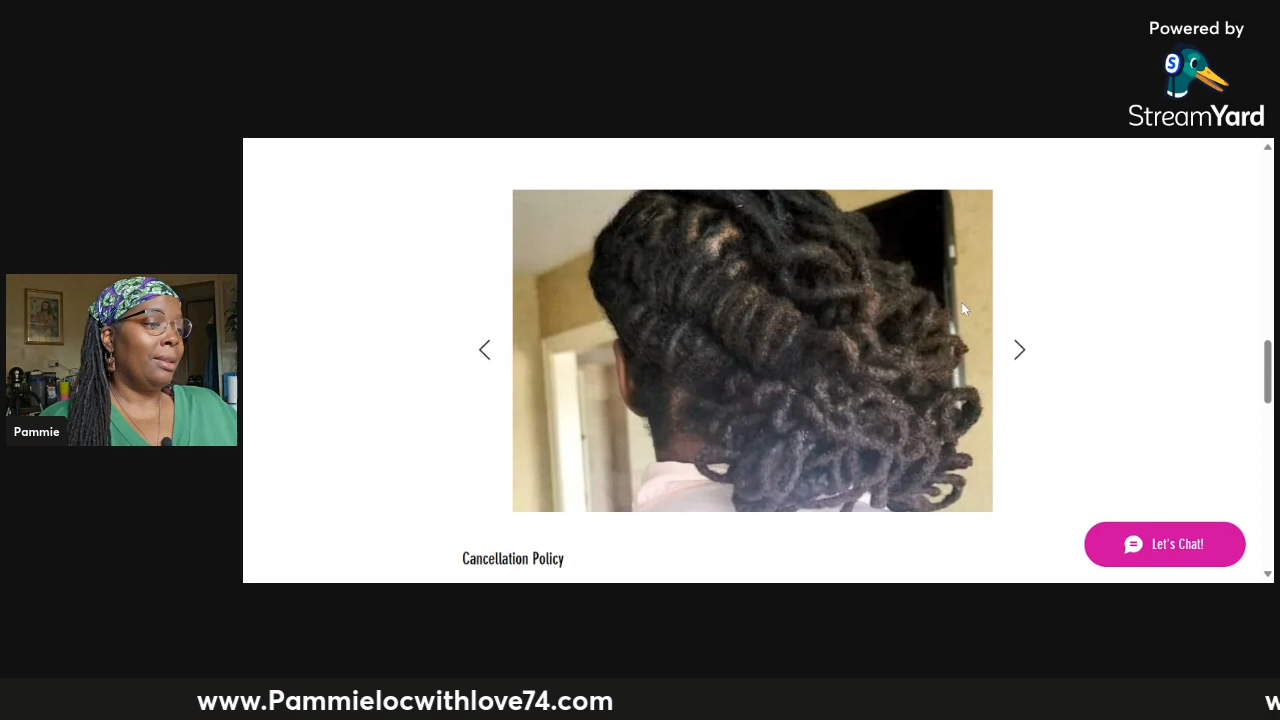 Powered by
StreamYard
Pammie
Let's Chat!
Cancellation Policy
www.Pammielocwithlove74.com